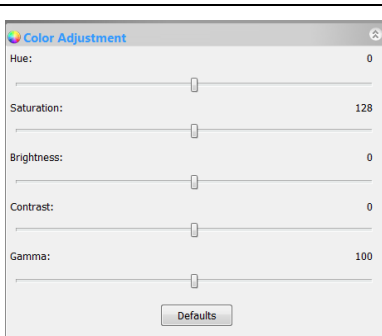 Color Adjustment
Hue: 0
Saturation: 128
Brightness: 0
Contrast: 0
Gamma: 100
Defaults